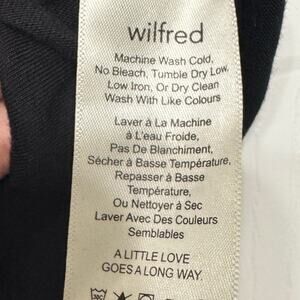 wilfred
Machine Wash Cold,
No Bleach, Tumble Dry Low,
Low Iron, Or Dry Clean
Wash With Like Colours
Laver À La Machine
à L'eau Froide,
Pas De Blanchiment,
Sécher à Basse Température,
Repasser à Basse
Température,
Ou Nettoyer à Sec
Laver Avec Des Couleurs
Semblables
A LITTLE LOVE
GOES A LONG WAY.